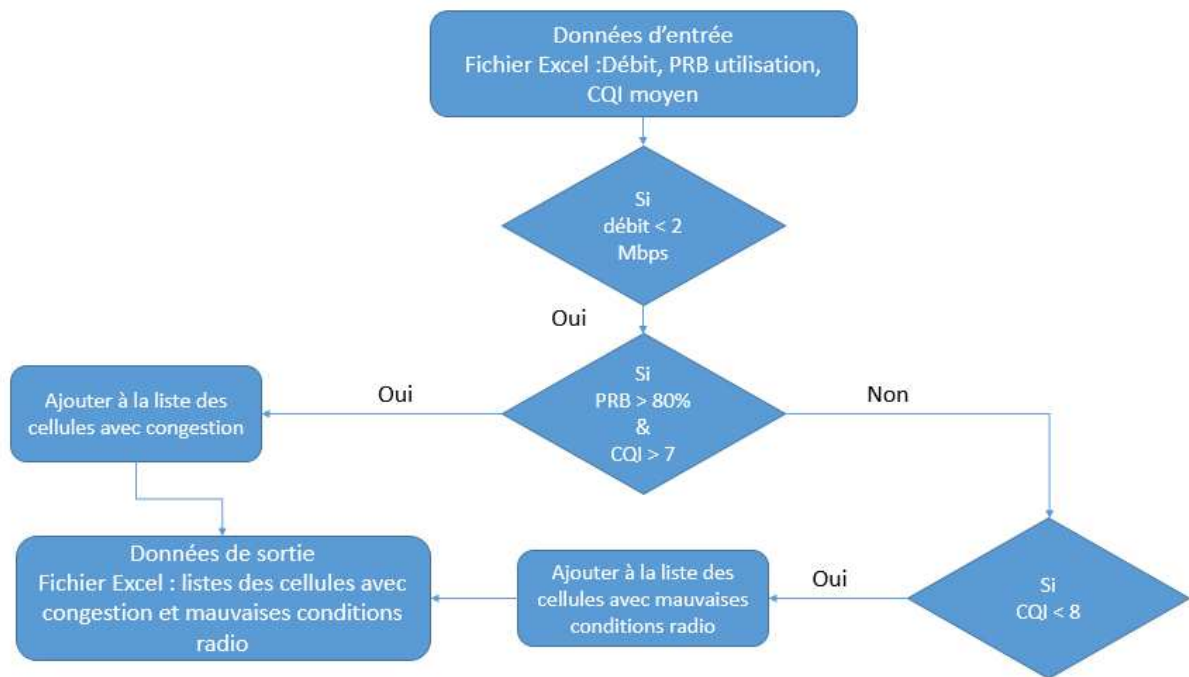 Données d'entrée
Fichier Excel :Débit, PRB utilisation,
CQI moyen
Si
débit < 2
Mbps
Oui
Si
PRB > 80%
&
CQI > 7
Oui
Non
Ajouter à la liste des
cellules avec congestion
Données de sortie
Fichier Excel : listes des cellules avec
congestion et mauvaises conditions
radio
Ajouter à la liste des
cellules avec mauvaises
conditions radio
Oui
Si
CQI < 8